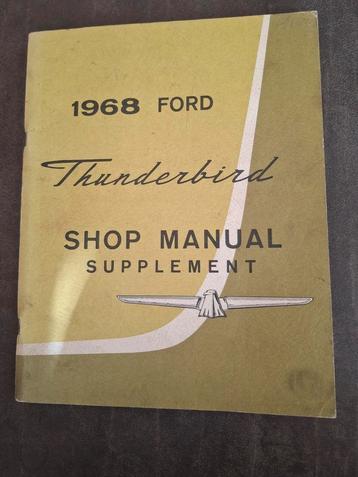 1968 FORD
Thunderbird
SHOP MANUAL
SUPPLEMENT